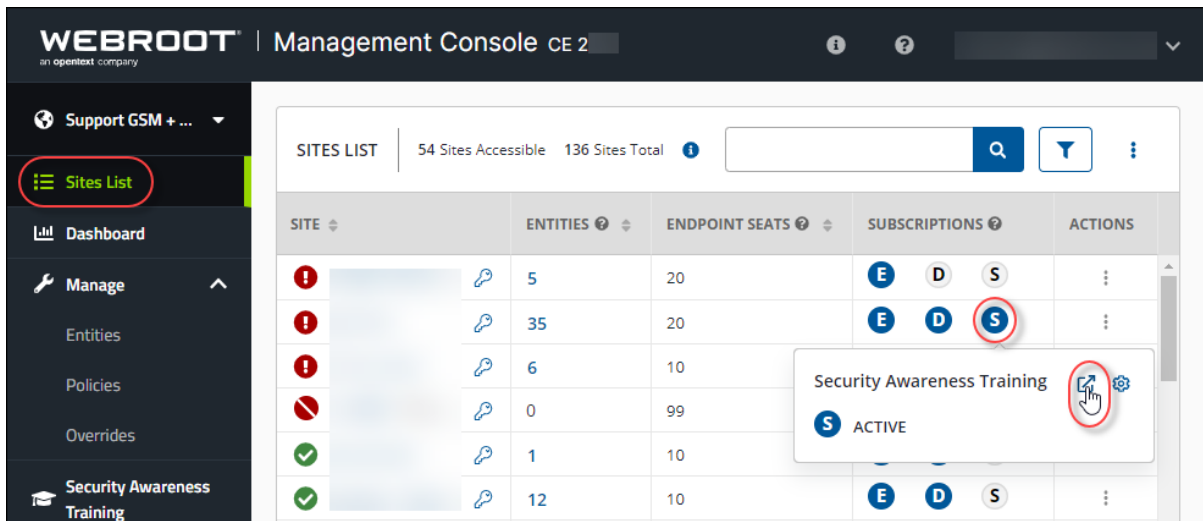 WEBROOT | Management Console CE 2
an opentext company
Support GSM + ...
Sites List
Dashboard
Manage
Entities
Policies
Overrides
Security Awareness
Training
SITES LIST 54 Sites Accessible 136 Sites Total
SITE ENTITIES ENDPOINT SEATS SUBSCRIPTIONS ACTIONS
5 20 E D S
35 20 E D S
6 10
0 99
1 10
12 10 E D S
Security Awareness Training
S ACTIVE